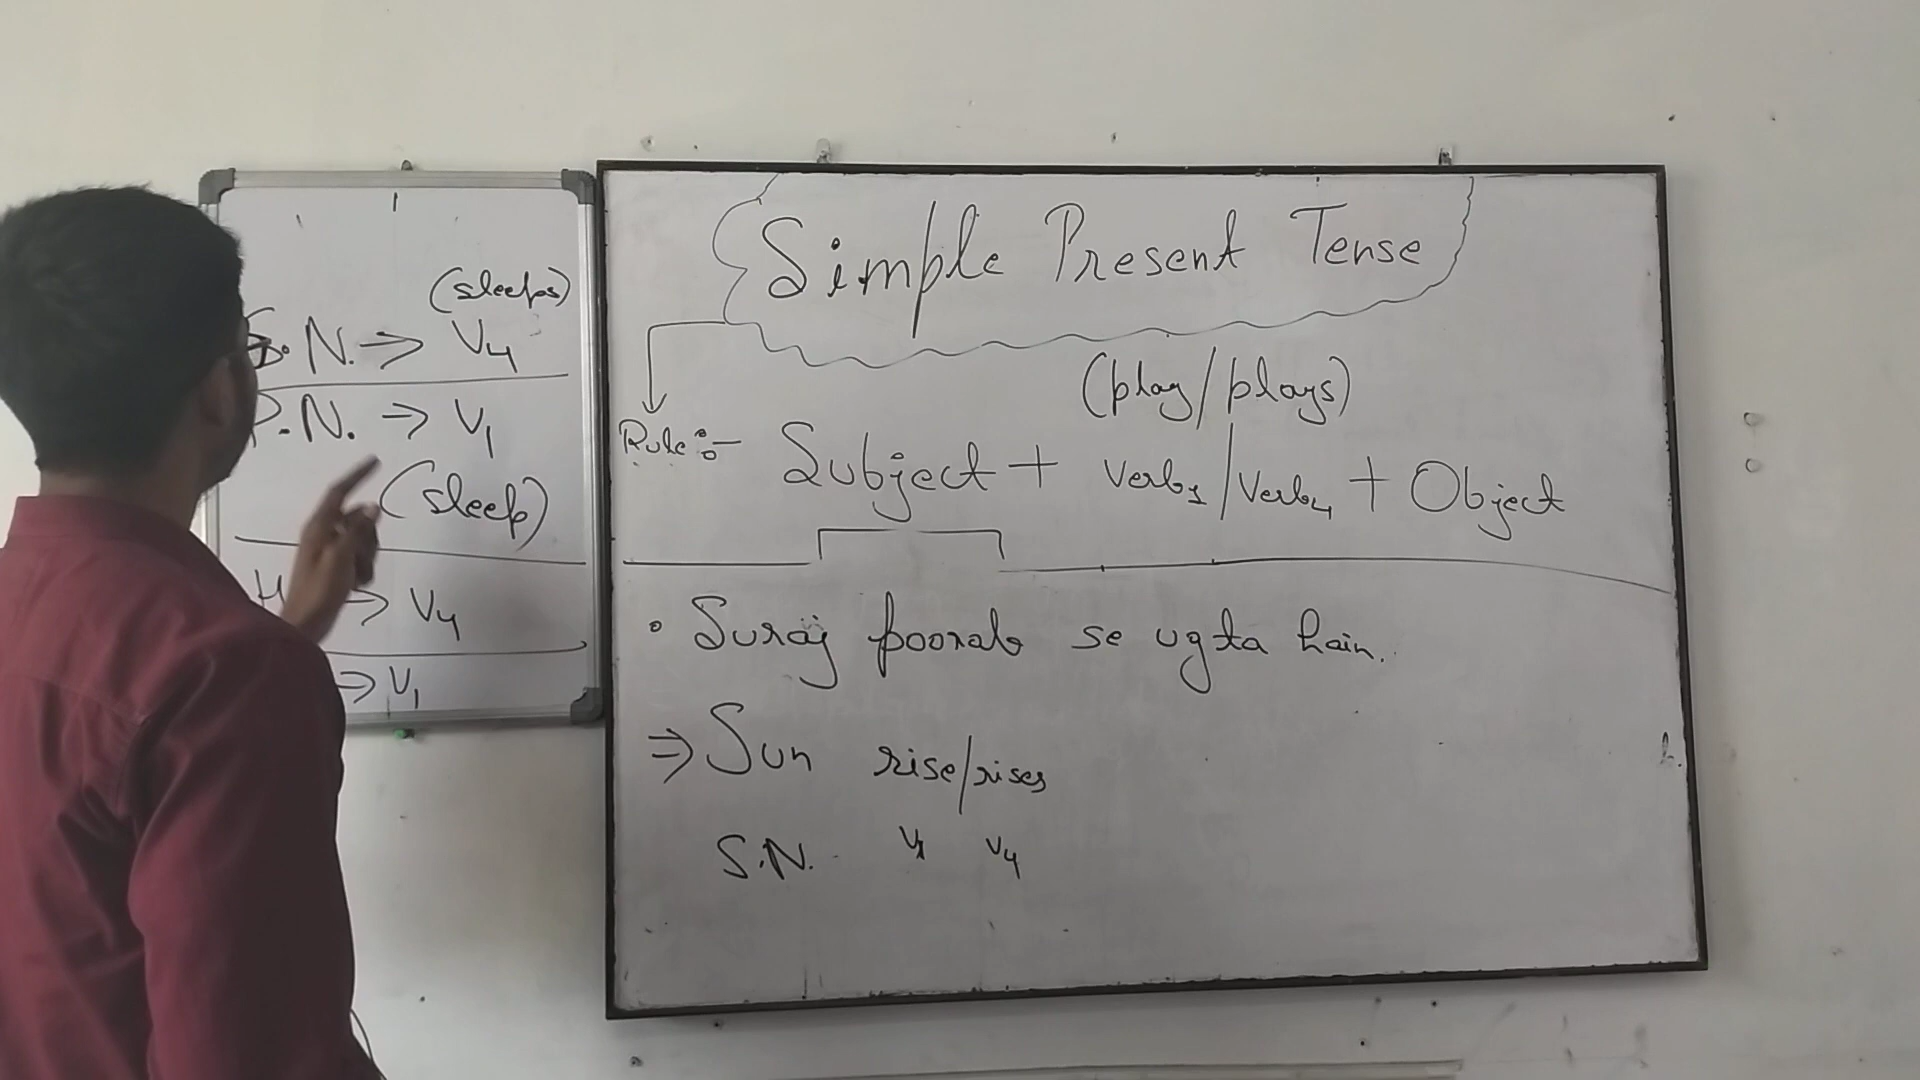 (sleeps)
S.N. → V4
P.N. → V1
(sleep)
H → V4
⇒ V1
Simple Present Tense
(play/plays)
Rule:- Subject + Verb1/Verb4 + Object
• Suraj poorab se ugta hain.
⇒ Sun rise/rises
S.N. V1 V4